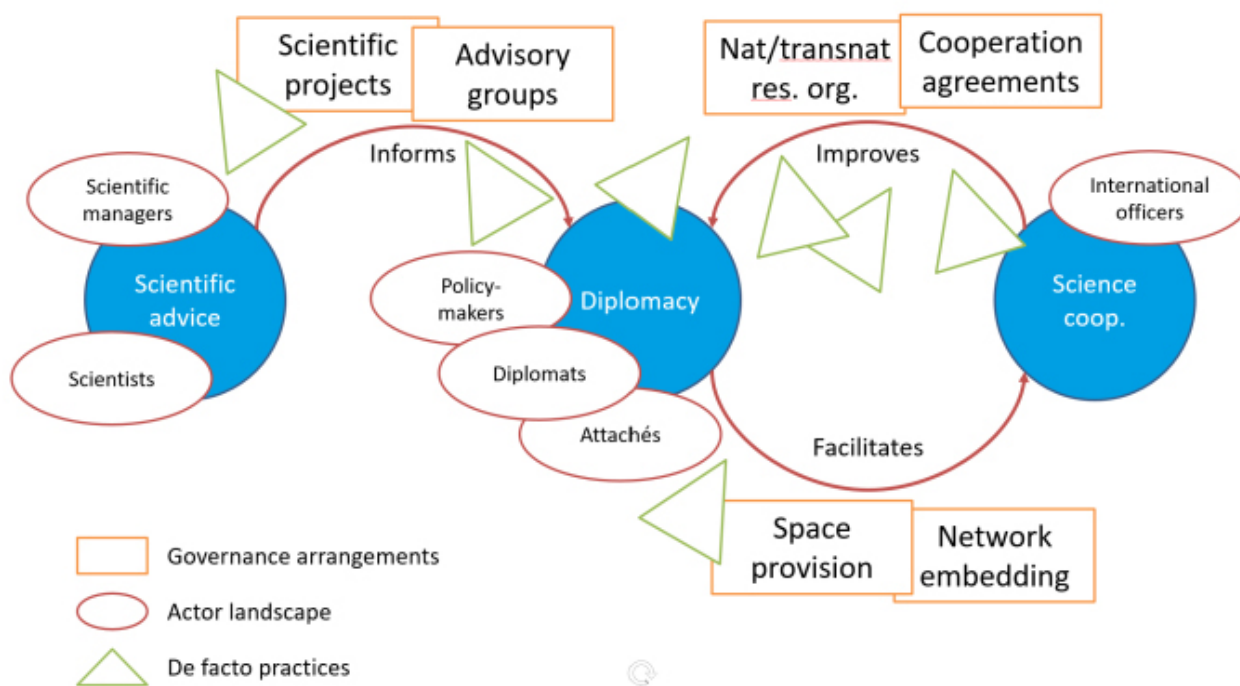 Scientific
projects
Advisory
groups
Nat/transnat
res. org.
Cooperation
agreements
Informs
Improves
Scientific
managers
International
officers
Scientific
advice
Policy-
makers
Diplomacy
Science
coop.
Scientists
Diplomats
Attachés
Facilitates
Space
provision
Network
embedding
Governance arrangements
Actor landscape
De facto practices